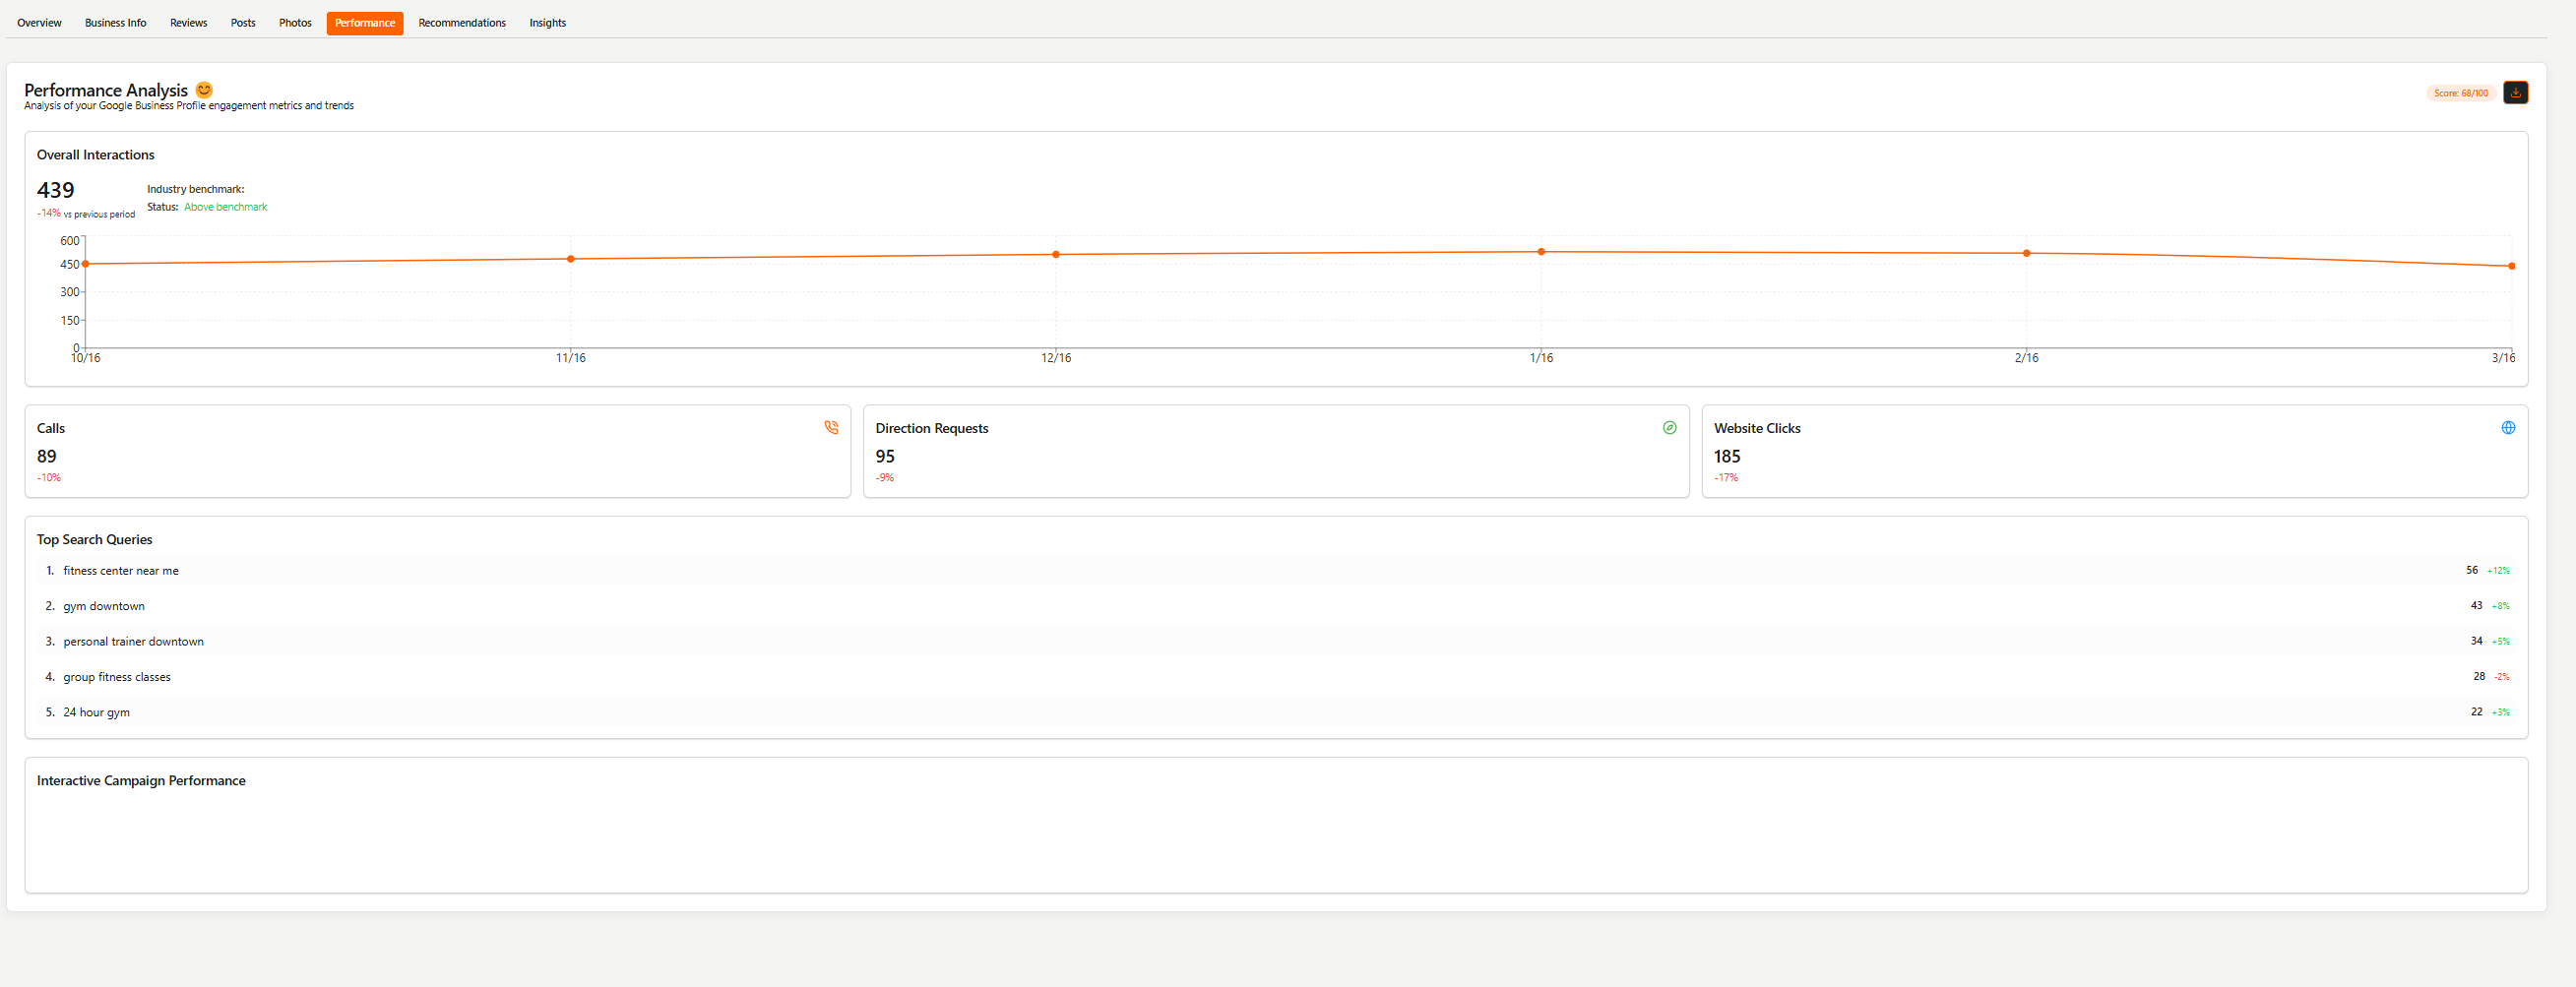 Overview Business Info Reviews Posts Photos Performance Recommendations Insights
Performance Analysis 😊
Analysis of your Google Business Profile engagement metrics and trends
Score: 68/100
Overall Interactions
439
-14% vs previous period
Industry benchmark:
Status: Above benchmark
600
450
300
150
0
10/16 11/16 12/16 1/16 2/16 3/16
Calls
89
-10%
Direction Requests
95
-9%
Website Clicks
185
-17%
Top Search Queries
1. fitness center near me 56 +12%
2. gym downtown 43 +8%
3. personal trainer downtown 34 +5%
4. group fitness classes 28 -2%
5. 24 hour gym 22 +3%
Interactive Campaign Performance